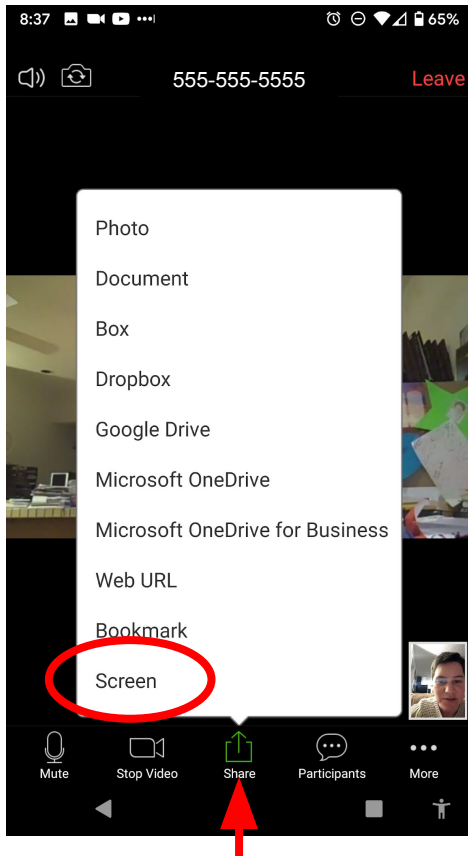 8:37 65%
555-555-5555 Leave
Photo
Document
Box
Dropbox
Google Drive
Microsoft OneDrive
Microsoft OneDrive for Business
Web URL
Bookmark
Screen
Mute Stop Video Share Participants More